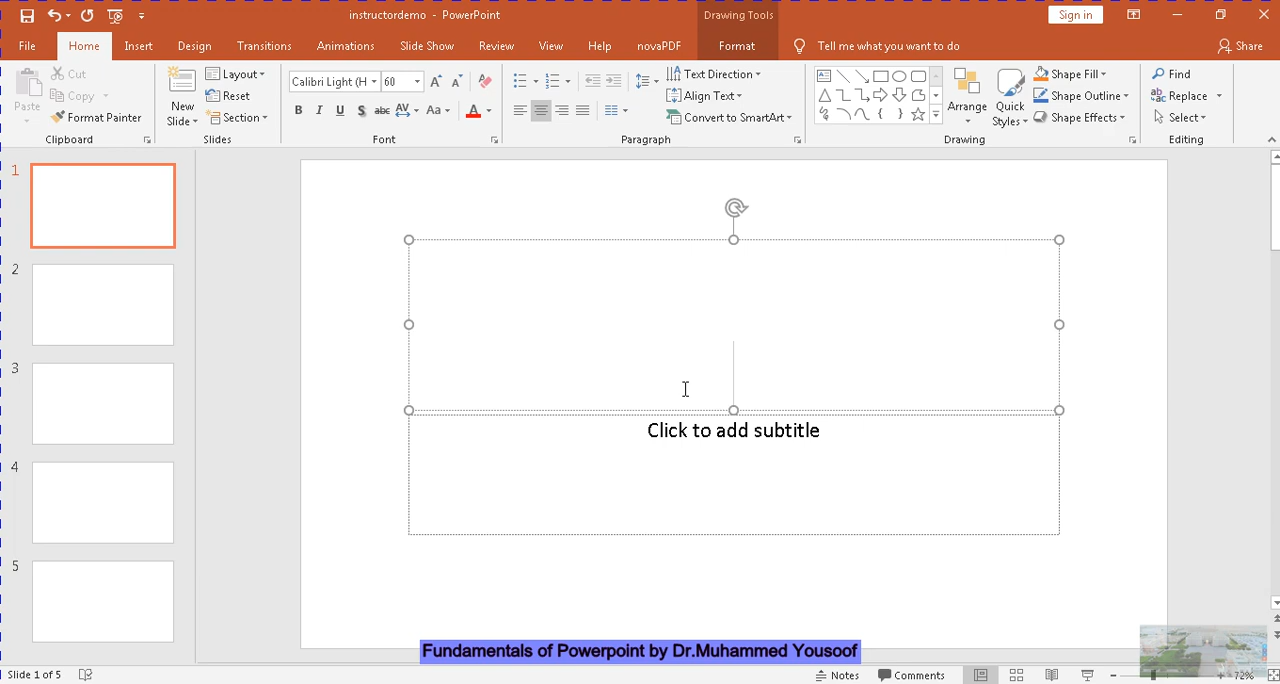 instructordemo - PowerPoint
Drawing Tools
Sign in
File
Home
Insert
Design
Transitions
Animations
Slide Show
Review
View
Help
novaPDF
Format
Tell me what you want to do
Share
Paste
Cut
Copy
Format Painter
Clipboard
New
Slide
Layout
Reset
Section
Slides
Calibri Light (H
60
B I U S abc AV Aa A
Font
Text Direction
Align Text
Convert to SmartArt
Paragraph
Arrange
Quick
Styles
Shape Fill
Shape Outline
Shape Effects
Drawing
Find
Replace
Select
Editing
1
2
3
4
5
Click to add subtitle
Fundamentals of Powerpoint by Dr.Muhammed Yousoof
Slide 1 of 5
Notes
Comments
72%